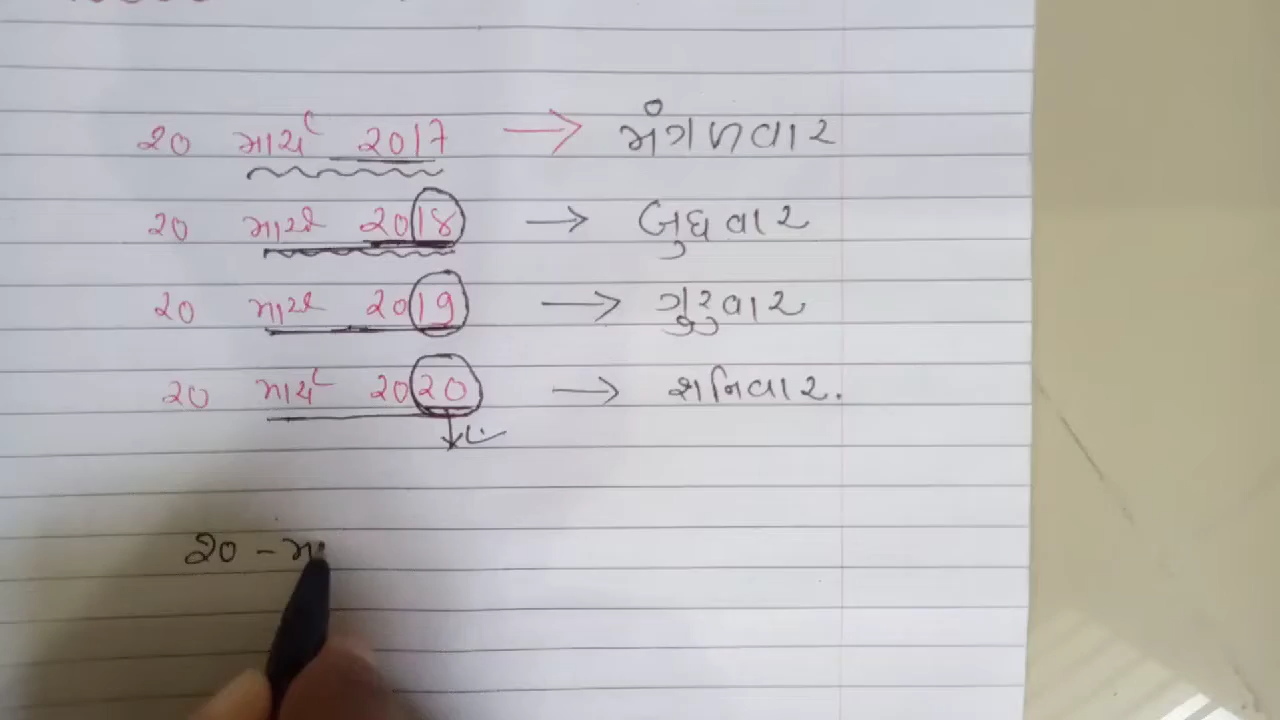 20 માર્ચ 2017 → મંગળવાર
20 માર્ચ 2018 → બુધવાર
20 માર્ચ 2019 → ગુરુવાર
20 માર્ચ 2020 → શનિવાર.
20 - મા